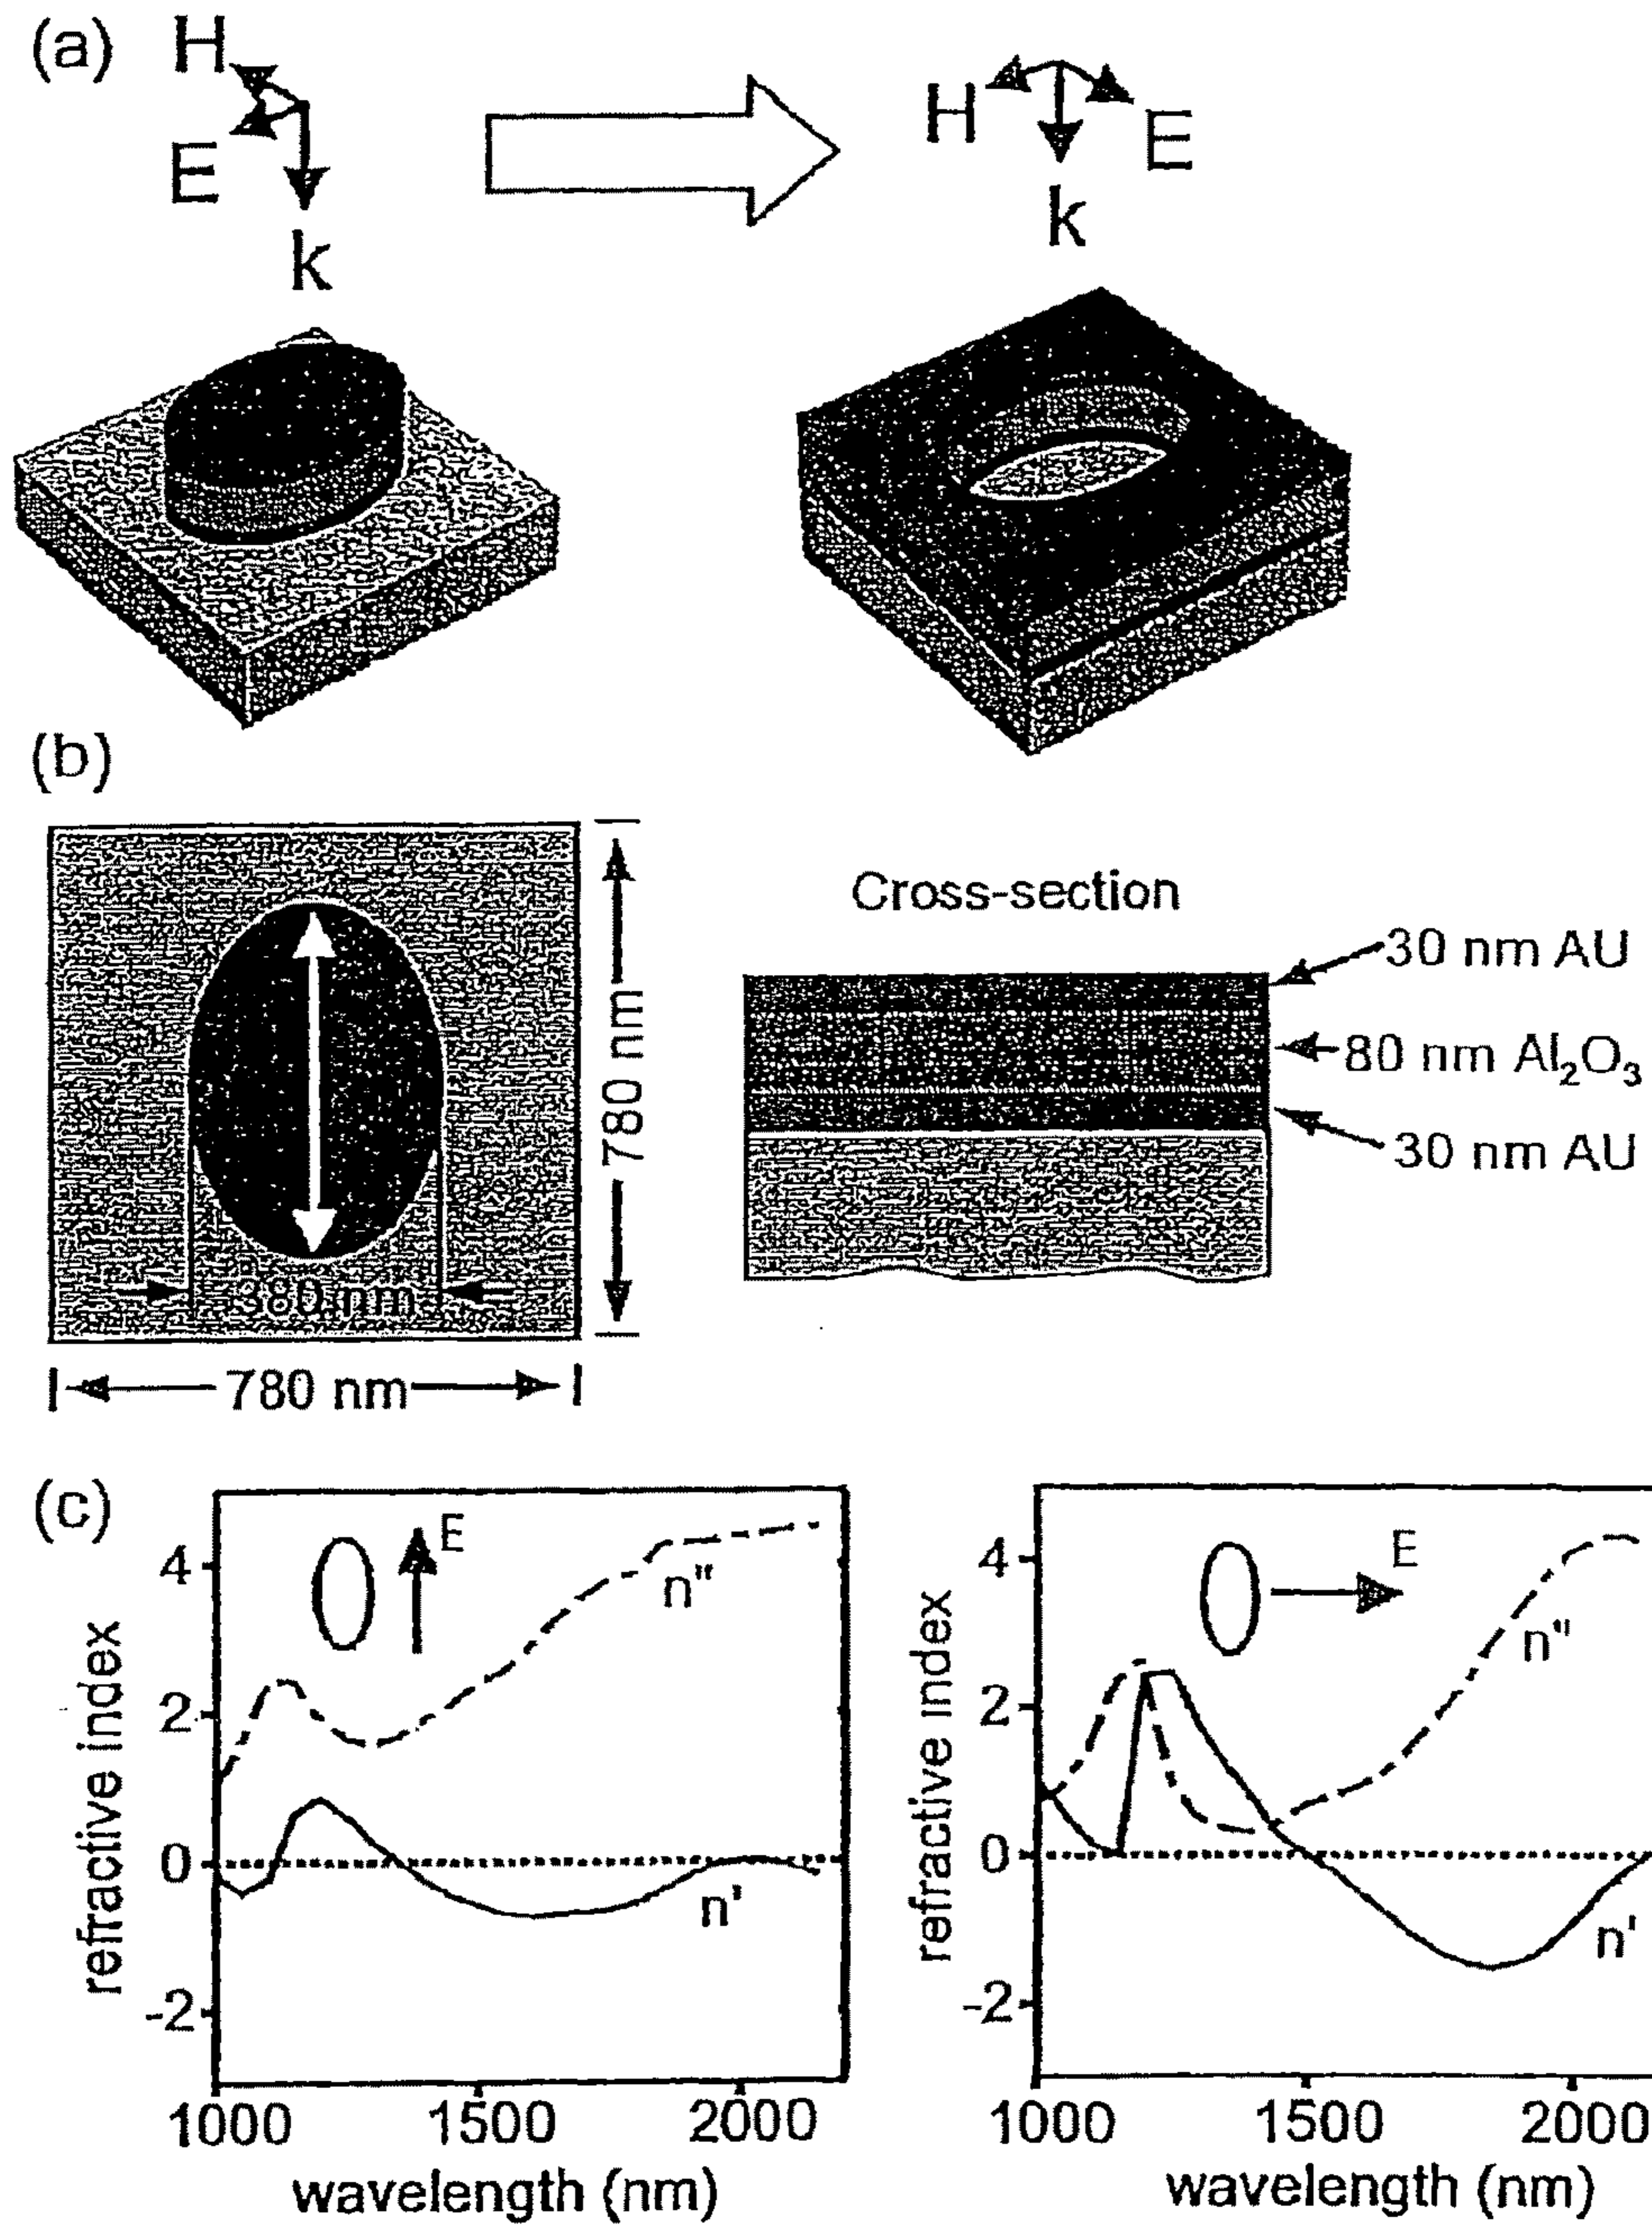 (a)
H
E
k
H
E
k
(b)
780 nm
380 nm
780 nm
Cross-section
30 nm AU
80 nm Al₂O₃
30 nm AU
(c)
refractive index
4
2
0
-2
E
n"
n'
1000 1500 2000
wavelength (nm)
refractive index
4
2
0
-2
E
n"
n'
1000 1500 2000
wavelength (nm)